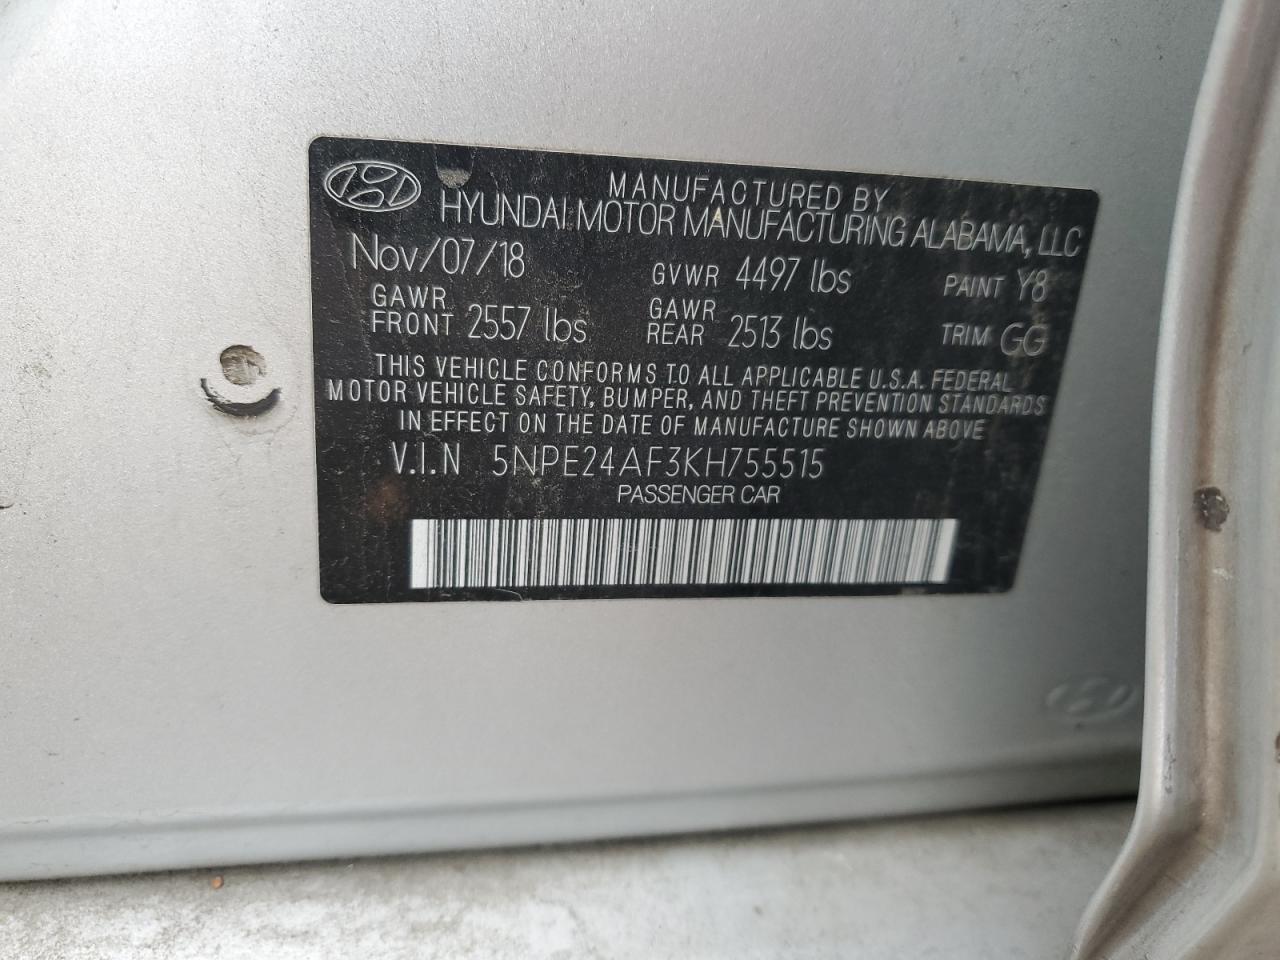 MANUFACTURED BY
HYUNDAI MOTOR MANUFACTURING ALABAMA, LLC
Nov/07/18 GVWR 4497 lbs PAINT Y8
GAWR FRONT 2557 lbs GAWR REAR 2513 lbs TRIM GG
THIS VEHICLE CONFORMS TO ALL APPLICABLE U.S.A. FEDERAL
MOTOR VEHICLE SAFETY, BUMPER, AND THEFT PREVENTION STANDARDS
IN EFFECT ON THE DATE OF MANUFACTURE SHOWN ABOVE
V.I.N 5NPE24AF3KH755515
PASSENGER CAR